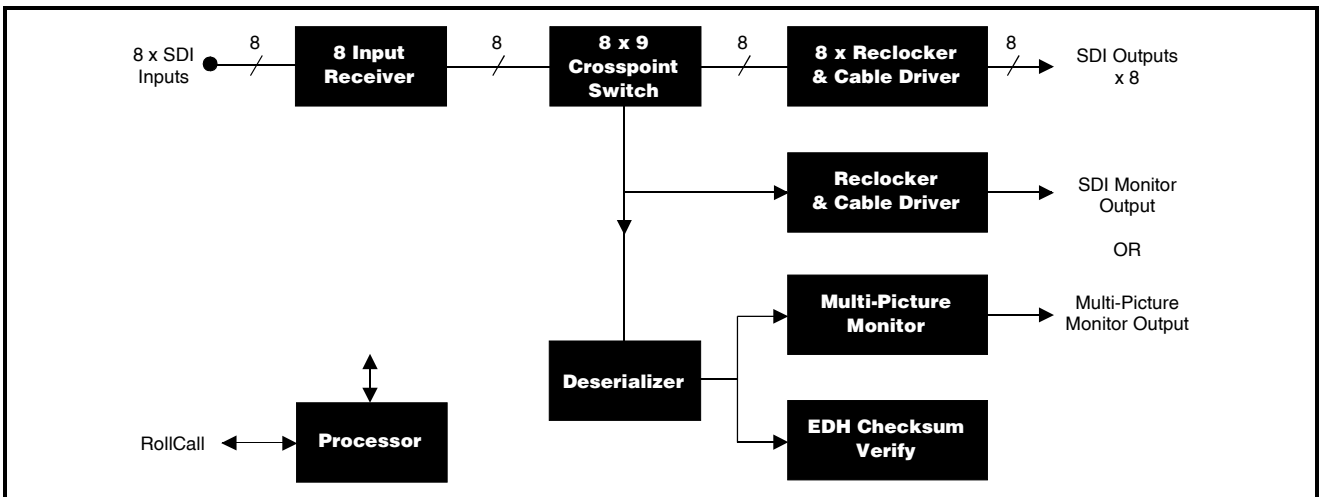 8 x SDI
Inputs
8
8 Input
Receiver
8
8 x 9
Crosspoint
Switch
8
8 x Reclocker
& Cable Driver
8
SDI Outputs
x 8
Reclocker
& Cable Driver
SDI Monitor
Output
OR
Multi-Picture
Monitor
Multi-Picture
Monitor Output
Deserializer
EDH Checksum
Verify
RollCall
Processor